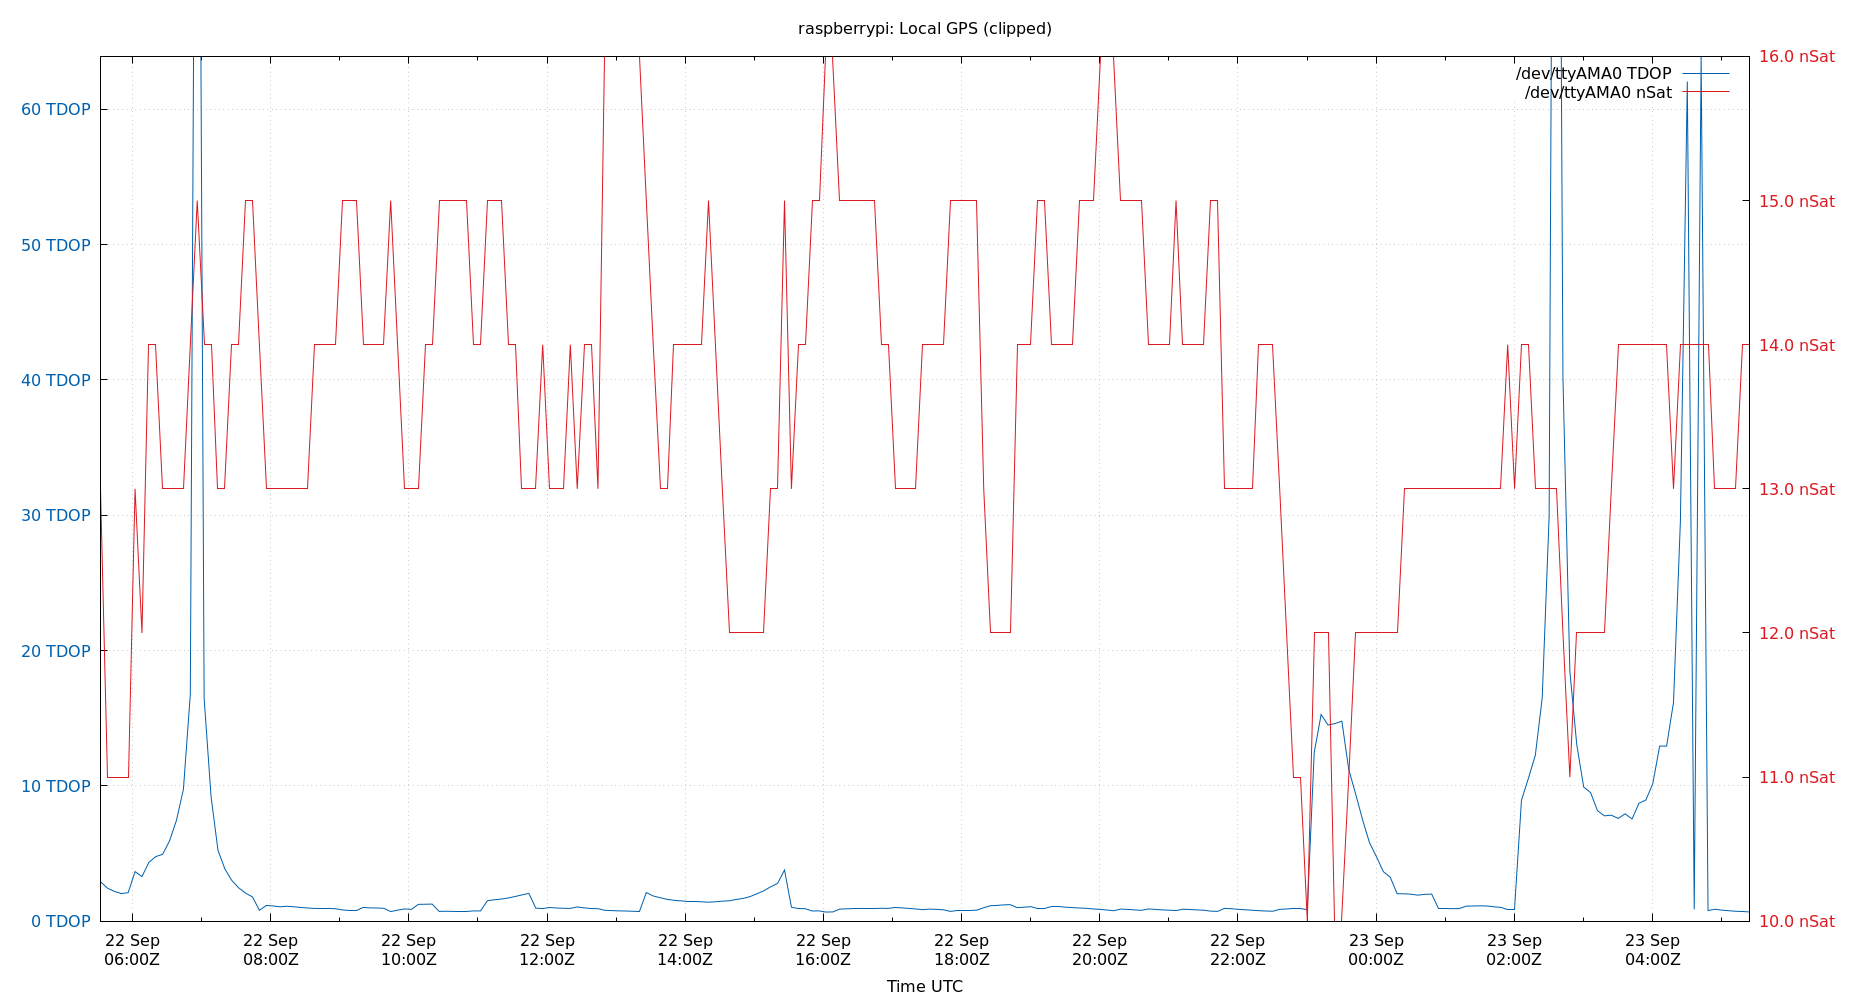 raspberrypi: Local GPS (clipped)
/dev/ttyAMA0 TDOP
/dev/ttyAMA0 nSat
60 TDOP
50 TDOP
40 TDOP
30 TDOP
20 TDOP
10 TDOP
0 TDOP
16.0 nSat
15.0 nSat
14.0 nSat
13.0 nSat
12.0 nSat
11.0 nSat
10.0 nSat
22 Sep
06:00Z
22 Sep
08:00Z
22 Sep
10:00Z
22 Sep
12:00Z
22 Sep
14:00Z
22 Sep
16:00Z
22 Sep
18:00Z
22 Sep
20:00Z
22 Sep
22:00Z
23 Sep
00:00Z
23 Sep
02:00Z
23 Sep
04:00Z
Time UTC